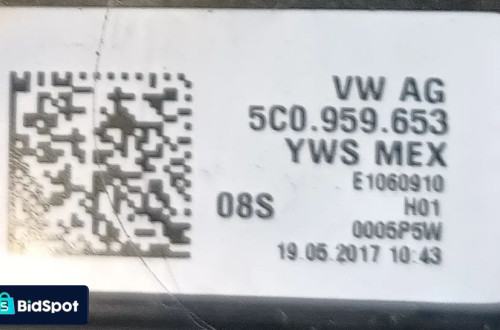 VW AG
5C0.959.653
YWS MEX
E1060910
08S H01
0005P5W
19.05.2017 10:43
S BidSpot